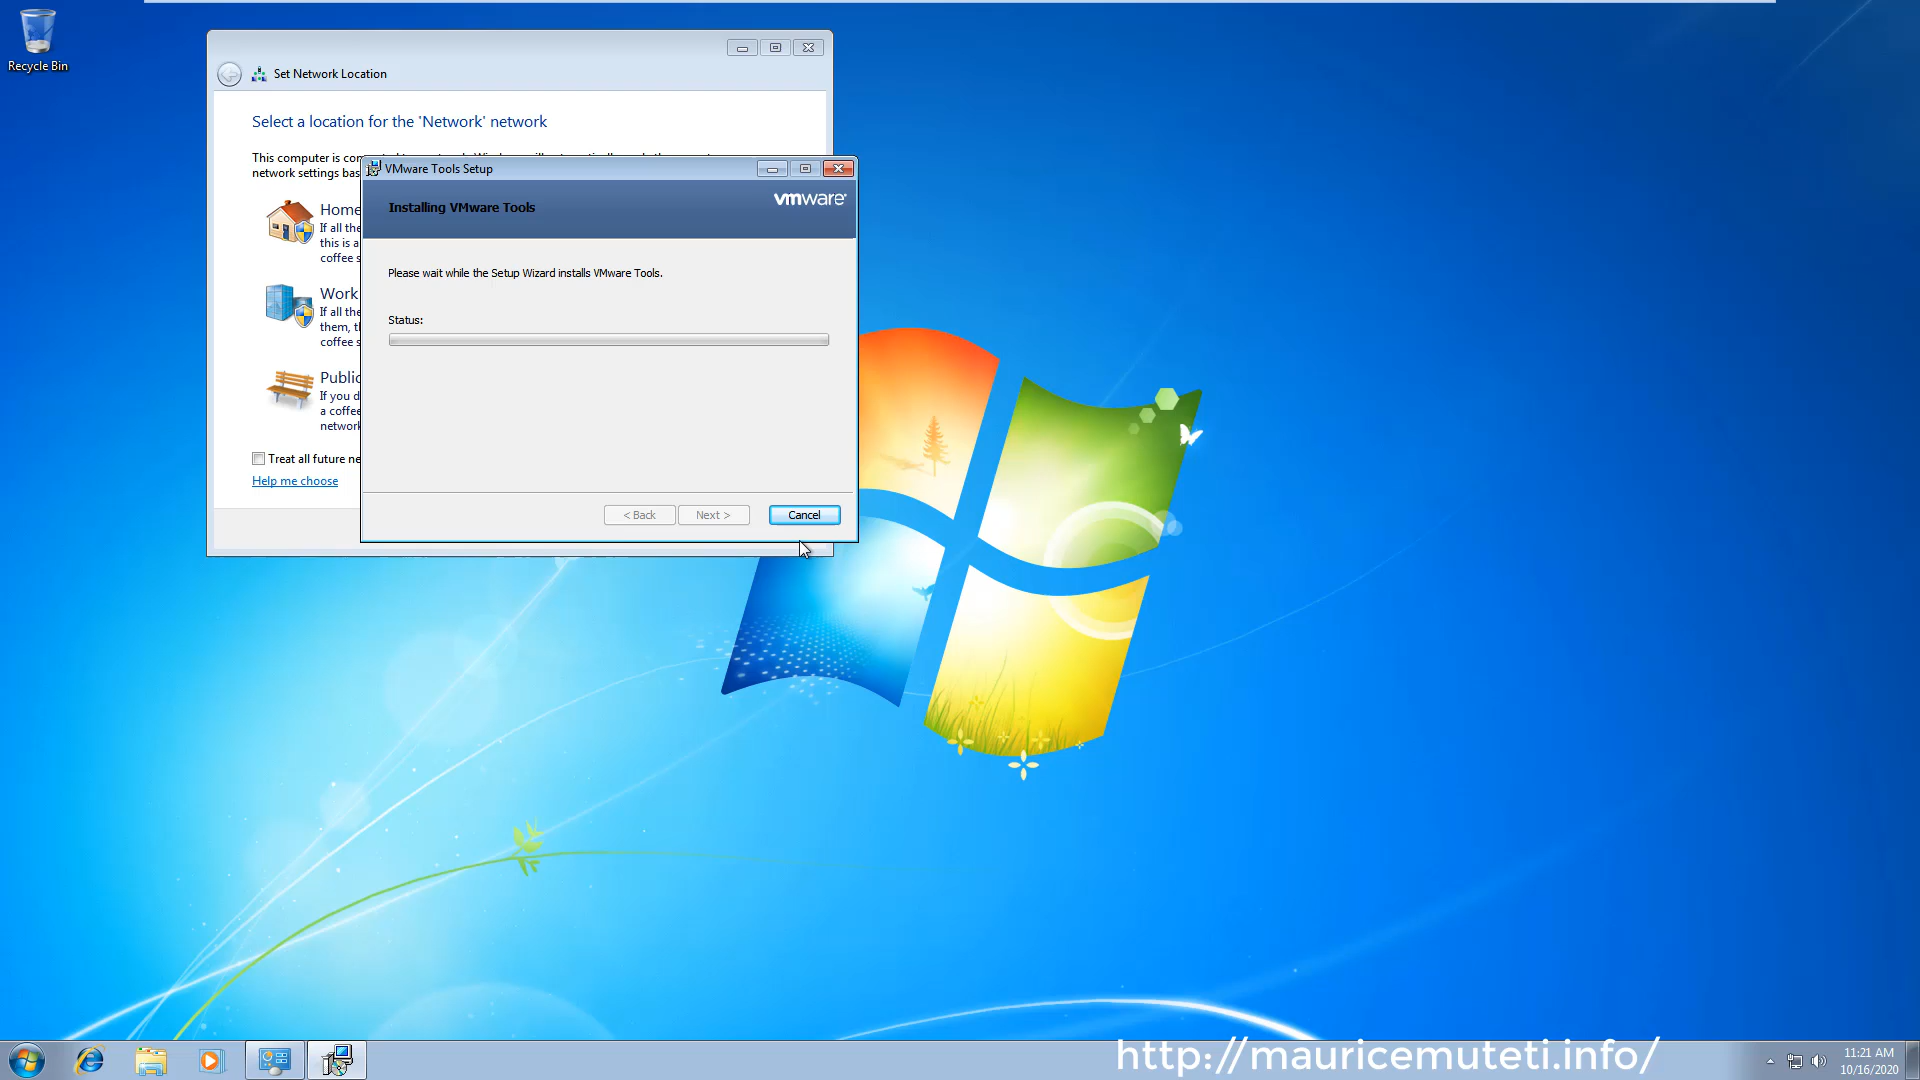 Recycle Bin
Set Network Location
Select a location for the 'Network' network
This computer is
network settings bas
VMware Tools Setup
vmware
Installing VMware Tools
Please wait while the Setup Wizard installs VMware Tools.
Status:
Home
If all the
this is a
coffee s
Work
If all the
them, t
coffee s
Public
If you d
a coffee
network
Treat all future ne
Help me choose
< Back
Next >
Cancel
http://mauricemuteti.info/
11:21 AM
10/16/2020